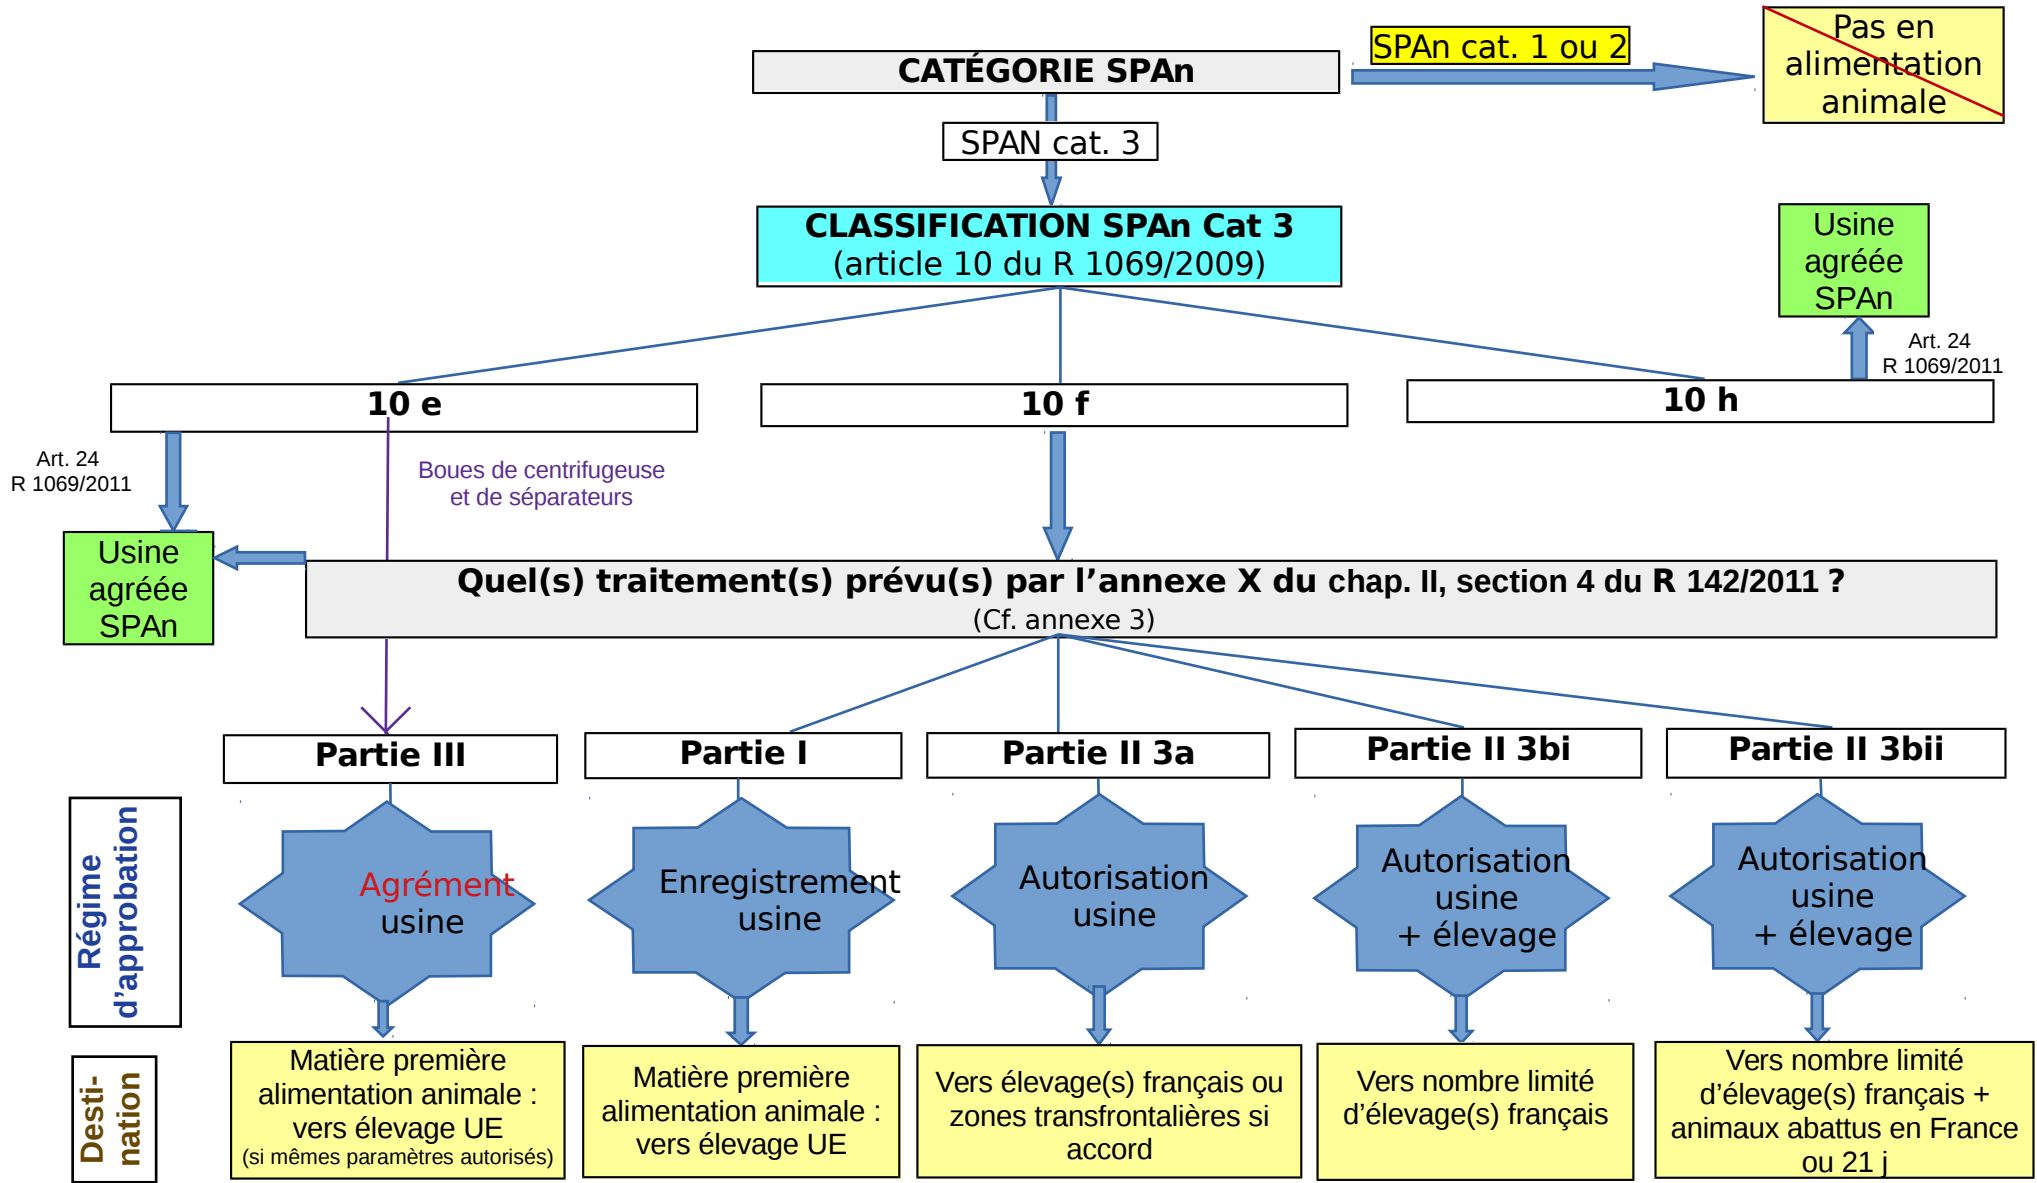 CATÉGORIE SPAn
SPAn cat. 1 ou 2
Pas en
alimentation
animale
SPAN cat. 3
CLASSIFICATION SPAn Cat 3
(article 10 du R 1069/2009)
Usine
agréée
SPAn
Art. 24
R 1069/2011
10 e
10 f
10 h
Art. 24
R 1069/2011
Boues de centrifugeuse
et de séparateurs
Usine
agréée
SPAn
Quel(s) traitement(s) prévu(s) par l’annexe X du chap. II, section 4 du R 142/2011 ?
(Cf. annexe 3)
Partie III
Partie I
Partie II 3a
Partie II 3bi
Partie II 3bii
Régime
d’approbation
Agrément
usine
Enregistrement
usine
Autorisation
usine
Autorisation
usine
+ élevage
Autorisation
usine
+ élevage
Desti-
nation
Matière première
alimentation animale :
vers élevage UE
(si mêmes paramètres autorisés)
Matière première
alimentation animale :
vers élevage UE
Vers élevage(s) français ou
zones transfrontalières si
accord
Vers nombre limité
d’élevage(s) français
Vers nombre limité
d’élevage(s) français +
animaux abattus en France
ou 21 j